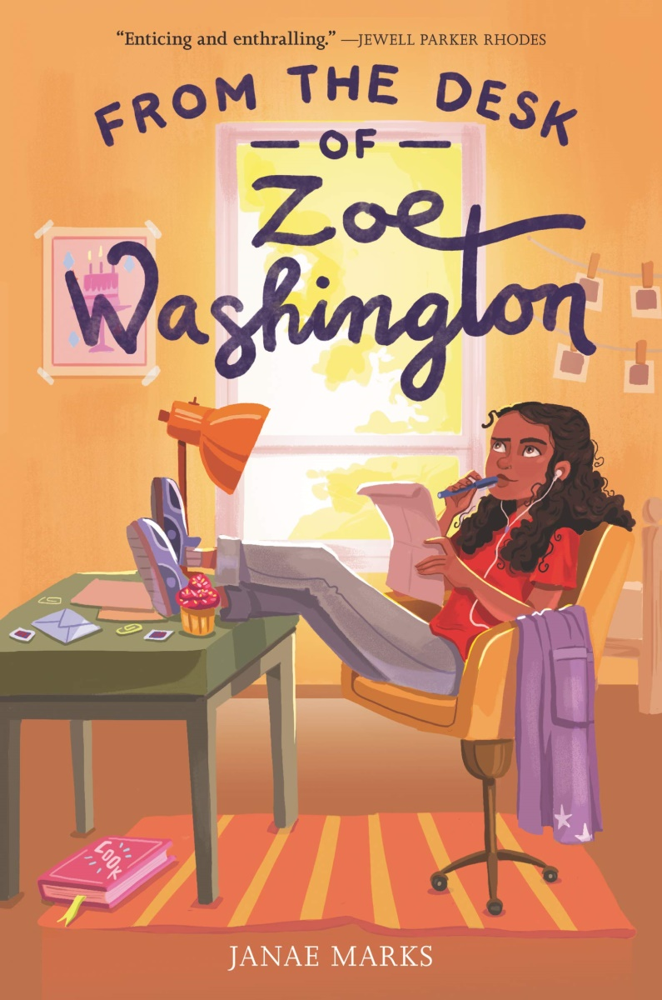 “Enticing and enthralling.” —JEWELL PARKER RHODES
FROM THE DESK
— OF —
Zoe
Washington
COOK
JANAE MARKS